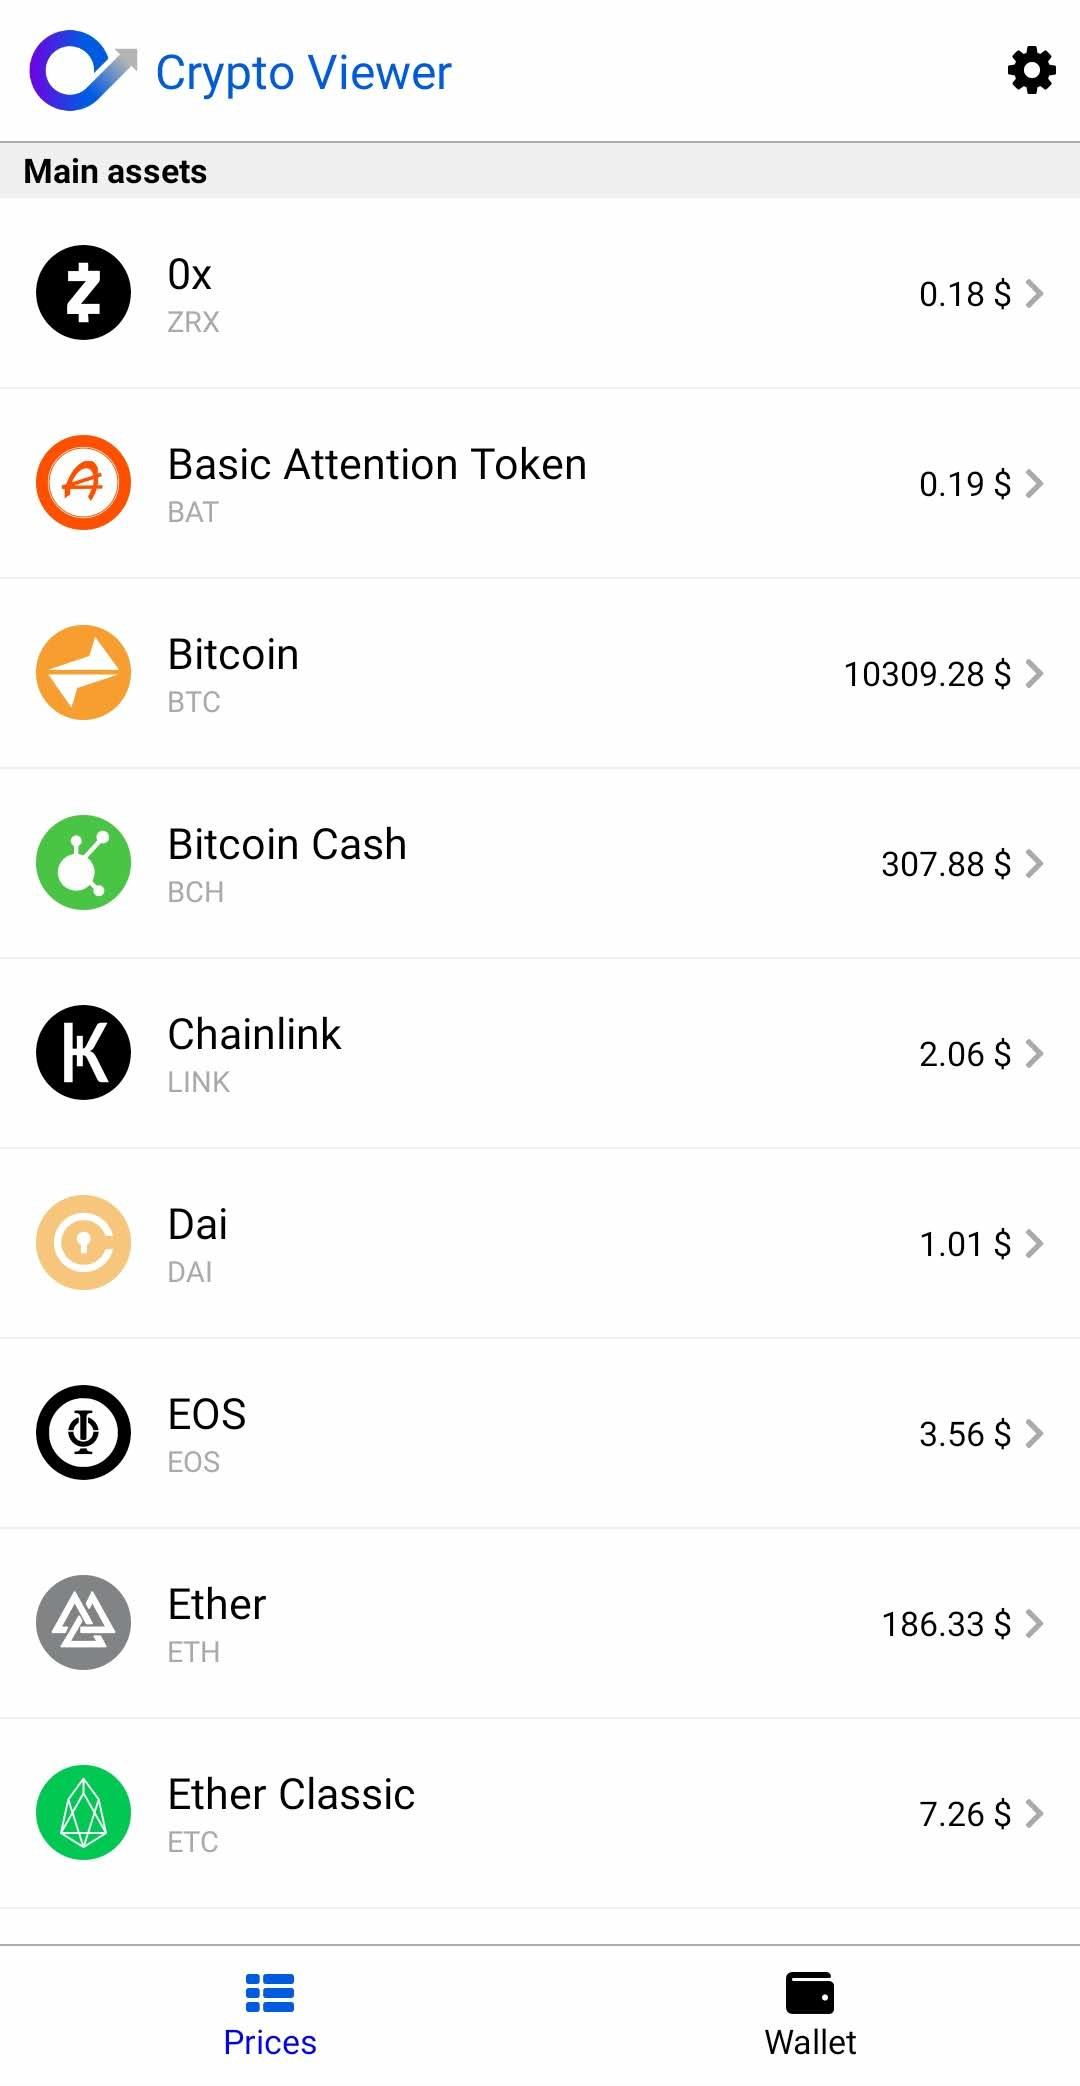 Crypto Viewer
Main assets
0x
ZRX
0.18 $
Basic Attention Token
BAT
0.19 $
Bitcoin
BTC
10309.28 $
Bitcoin Cash
BCH
307.88 $
Chainlink
LINK
2.06 $
Dai
DAI
1.01 $
EOS
EOS
3.56 $
Ether
ETH
186.33 $
Ether Classic
ETC
7.26 $
Prices
Wallet